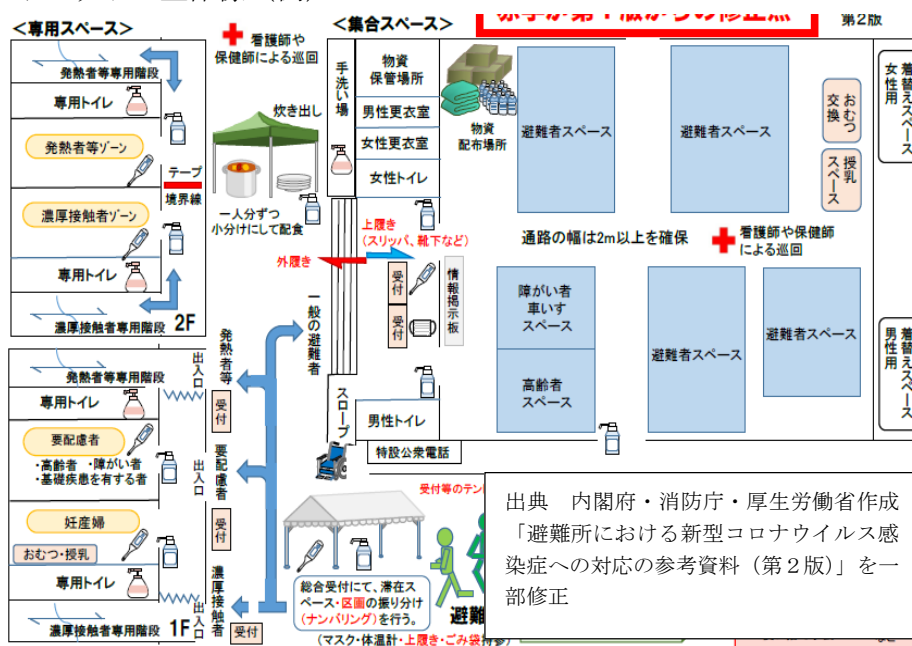 ＜専用スペース＞
発熱者等専用階段
専用トイレ
発熱者等ゾーン
テープ
境界線
濃厚接触者ゾーン
専用トイレ
濃厚接触者専用階段
2F
看護師や
保健師による巡回
炊き出し
一人分ずつ
小分けにして配食
＜集合スペース＞
第２版
手洗い場
物資
保管場所
男性更衣室
女性更衣室
女性トイレ
物資
配布場所
避難者スペース
避難者スペース
おむつ
交換
授乳
スペース
着替えスペース
女性用
上履き
(スリッパ、靴下など)
外履き
通路の幅は2m以上を確保
看護師や保健師
による巡回
受付
受付
情報掲示板
障がい者
車いす
スペース
高齢者
スペース
避難者スペース
避難者スペース
着替えスペース
男性用
一般の避難者
スロープ
男性トイレ
特設公衆電話
発熱者等専用階段
専用トイレ
要配慮者
・高齢者 ・障がい者
・基礎疾患を有する者
妊産婦
おむつ・授乳
専用トイレ
濃厚接触者専用階段
1F
出入口
発熱者等
受付
出入口
要配慮者
受付
出入口
濃厚接触者
受付
受付等のテン
総合受付にて、滞在ス
ペース・区画の振り分け
(ナンバリング)を行う。
避難
(マスク・体温計・上履き・ごみ袋持参)
出典　内閣府・消防庁・厚生労働省作成
「避難所における新型コロナウイルス感
染症への対応の参考資料（第２版）」を一
部修正